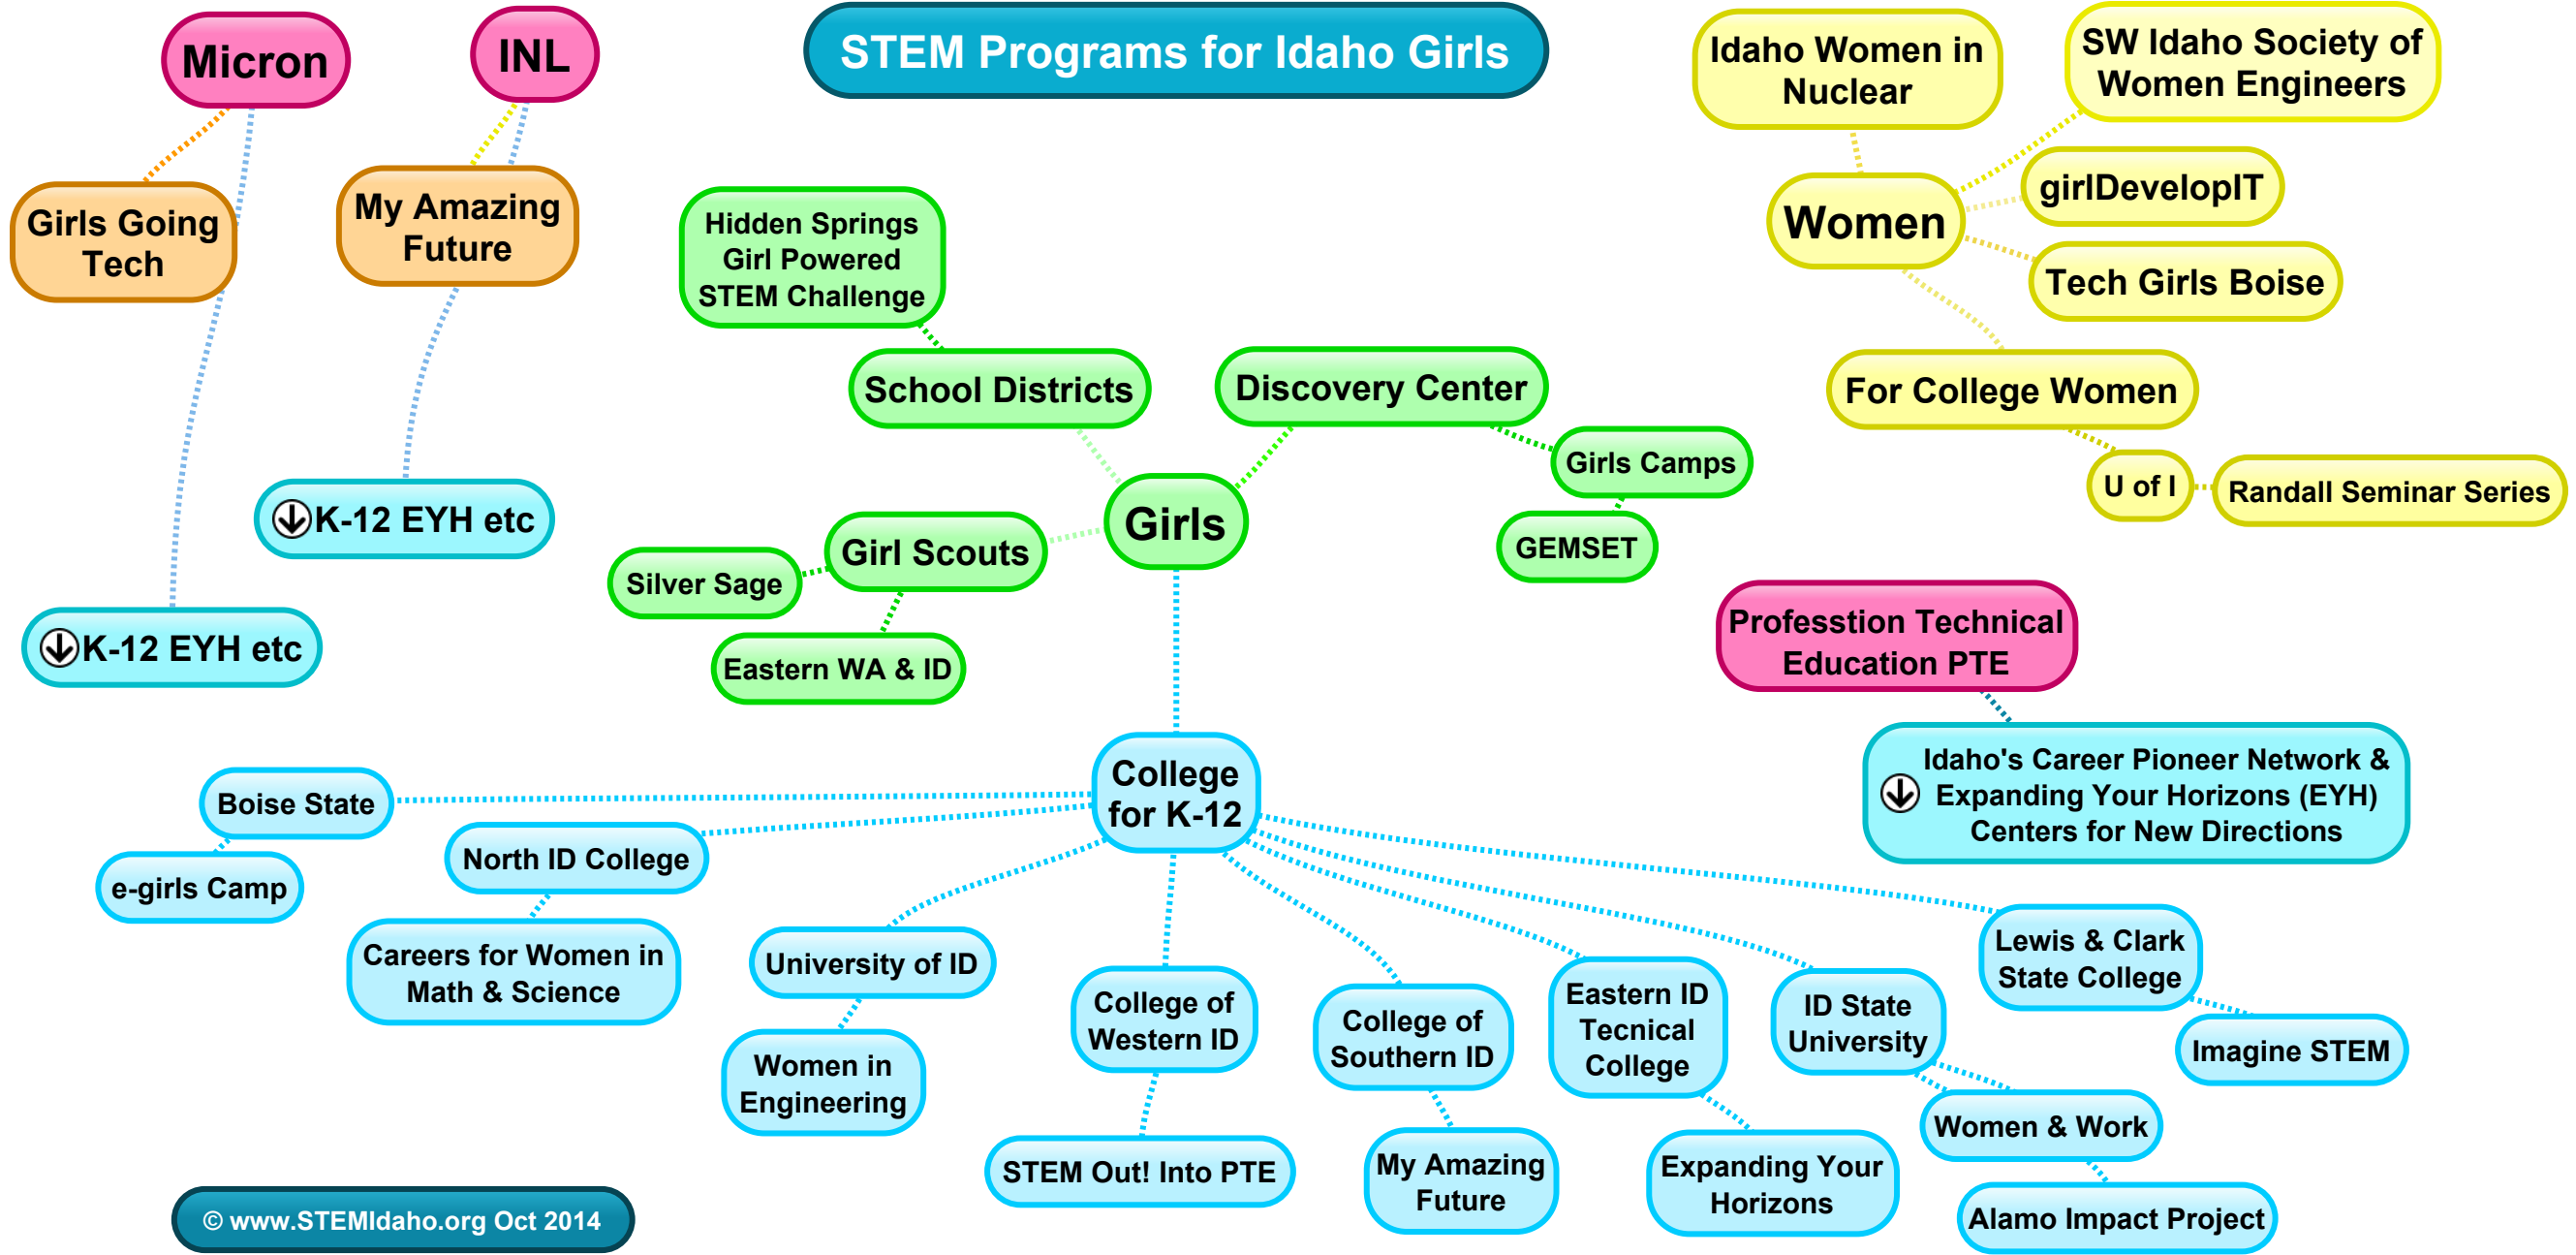 STEM Programs for Idaho Girls
Micron
INL
Girls Going
Tech
My Amazing
Future
K-12 EYH etc
K-12 EYH etc
Idaho Women in
Nuclear
SW Idaho Society of
Women Engineers
girlDevelopIT
Women
Tech Girls Boise
For College Women
U of I
Randall Seminar Series
Hidden Springs
Girl Powered
STEM Challenge
School Districts
Discovery Center
Girls Camps
GEMSET
Girls
Girl Scouts
Silver Sage
Eastern WA & ID
Professtion Technical
Education PTE
Idaho's Career Pioneer Network &
Expanding Your Horizons (EYH)
Centers for New Directions
College
for K-12
Boise State
e-girls Camp
North ID College
Careers for Women in
Math & Science
University of ID
Women in
Engineering
College of
Western ID
STEM Out! Into PTE
College of
Southern ID
My Amazing
Future
Eastern ID
Tecnical
College
Expanding Your
Horizons
ID State
University
Women & Work
Alamo Impact Project
Lewis & Clark
State College
Imagine STEM
© www.STEMIdaho.org Oct 2014